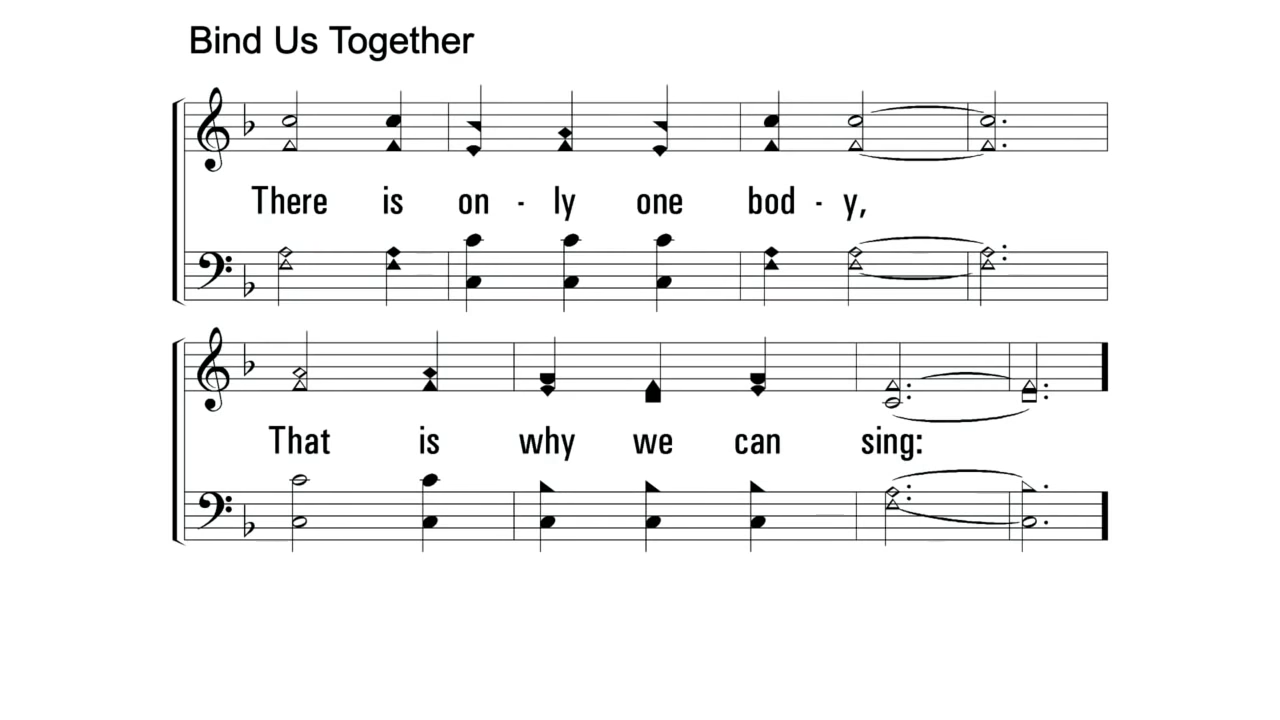 Bind Us Together
There is on - ly one bod - y,
That is why we can sing: